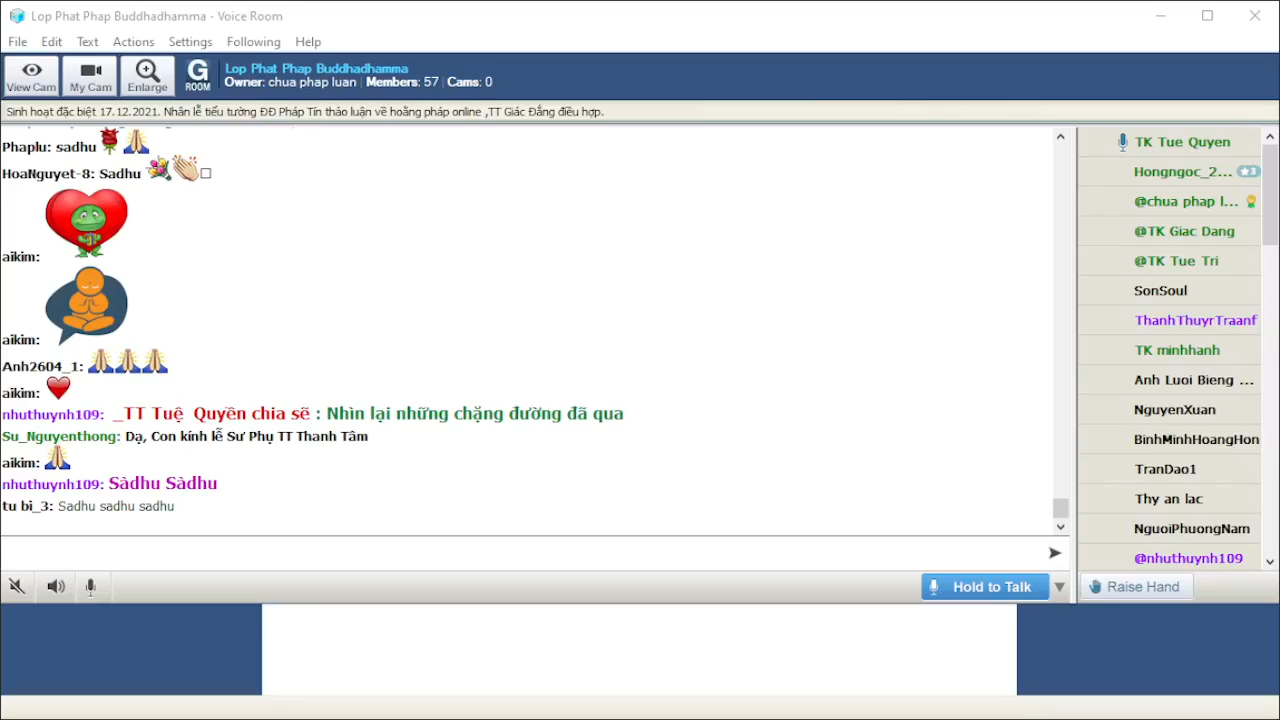 Lop Phat Phap Buddhadhamma - Voice Room
File Edit Text Actions Settings Following Help
View Cam My Cam Enlarge G ROOM
Lop Phat Phap Buddhadhamma
Owner: chua phap luan | Members: 57 | Cams: 0
Sinh hoạt đặc biệt 17.12.2021. Nhân lễ tiểu tường ĐĐ Pháp Tín thảo luận về hoằng pháp online ,TT Giác Đẳng điều hợp.
Phaplu: sadhu
HoaNguyet-8: Sadhu
aikim:
aikim:
Anh2604_1:
aikim:
nhuthuynh109: _TT Tuệ Quyền chia sẽ : Nhìn lại những chặng đường đã qua
Su_Nguyenthong: Dạ, Con kính lễ Sư Phụ TT Thanh Tâm
aikim:
nhuthuynh109: Sàdhu Sàdhu
tu bi_3: Sadhu sadhu sadhu
TK Tue Quyen
Hongngoc_2... 3
@chua phap l...
@TK Giac Dang
@TK Tue Tri
SonSoul
ThanhThuyrTraanf
TK minhhanh
Anh Luoi Bieng ...
NguyenXuan
BinhMinhHoangHon
TranDao1
Thy an lac
NguoiPhuongNam
@nhuthuynh109
Hold to Talk
Raise Hand